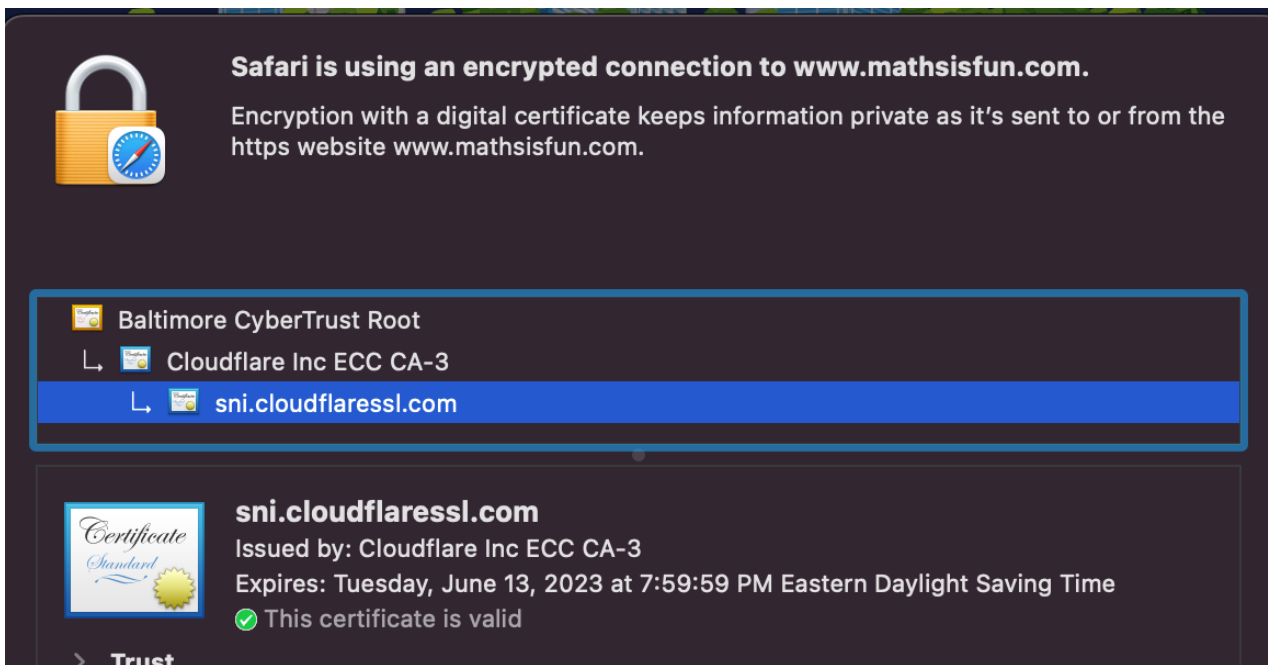 Safari is using an encrypted connection to www.mathsisfun.com.
Encryption with a digital certificate keeps information private as it’s sent to or from the
https website www.mathsisfun.com.
Baltimore CyberTrust Root
Cloudflare Inc ECC CA-3
sni.cloudflaressl.com
Certificate
Standard
sni.cloudflaressl.com
Issued by: Cloudflare Inc ECC CA-3
Expires: Tuesday, June 13, 2023 at 7:59:59 PM Eastern Daylight Saving Time
This certificate is valid
Trust